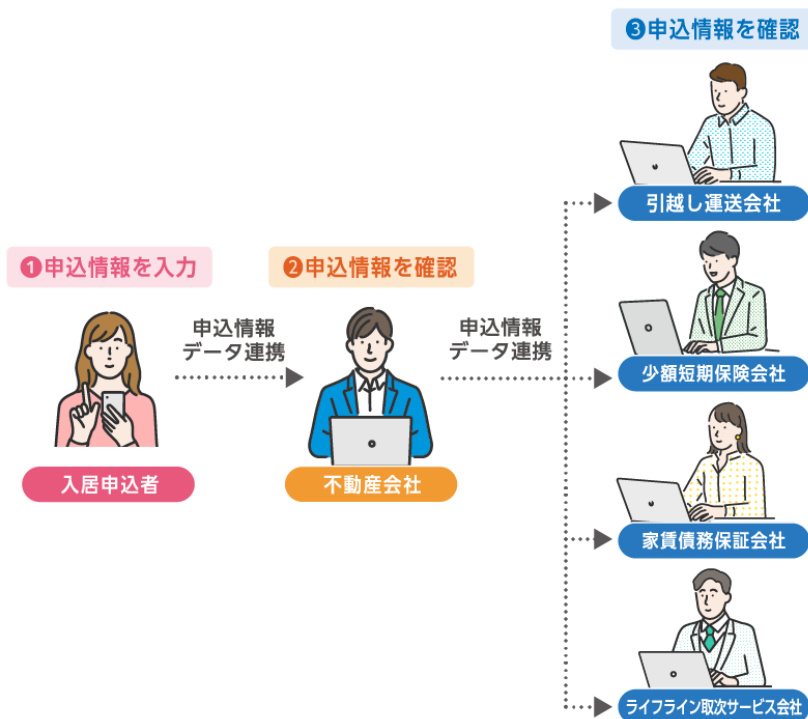 ❸申込情報を確認
引越し運送会社
❶申込情報を入力
❷申込情報を確認
申込情報
データ連携
申込情報
データ連携
少額短期保険会社
入居申込者
不動産会社
家賃債務保証会社
ライフライン取次サービス会社